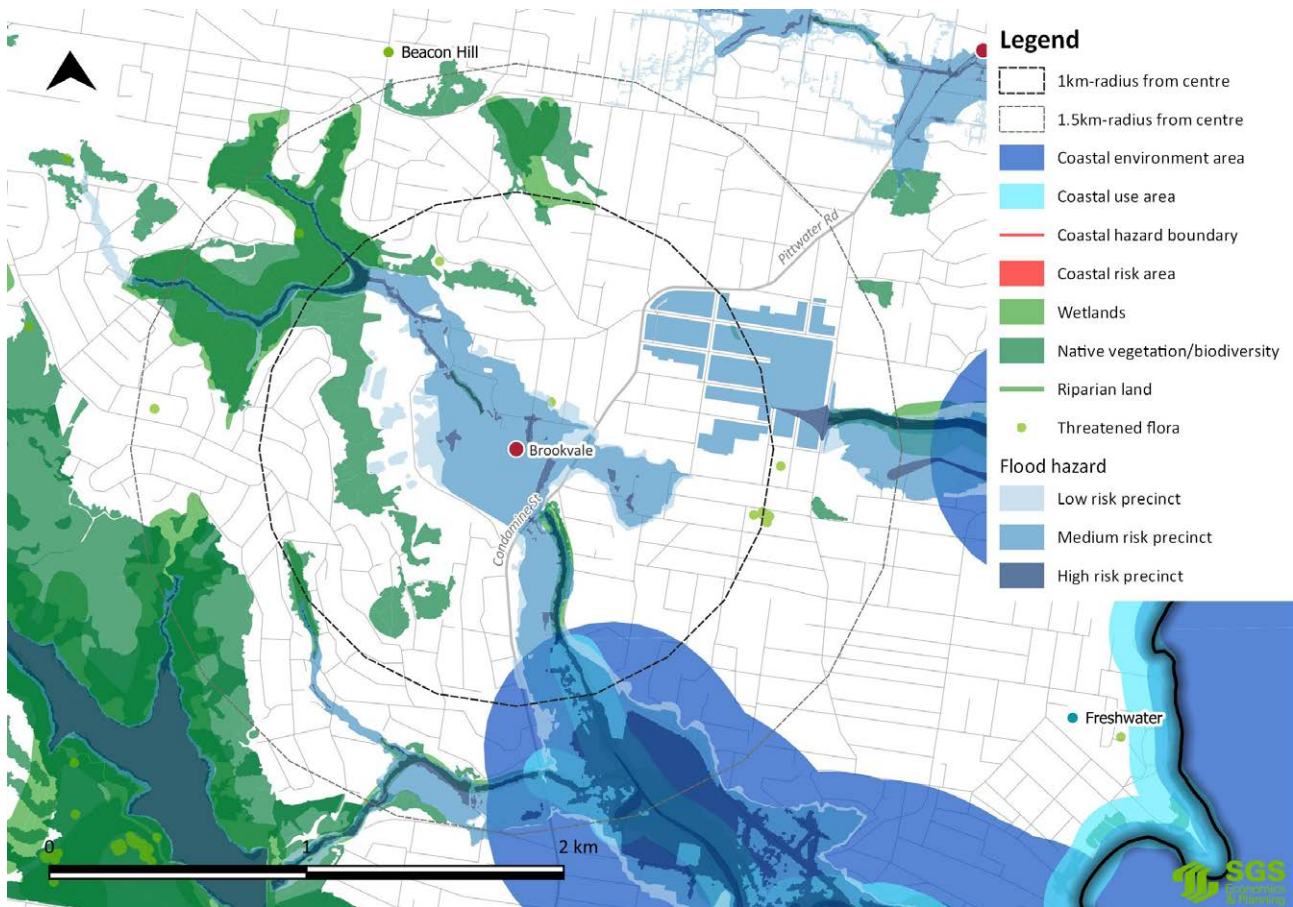 Beacon Hill
Pittwater Rd
Brookvale
Condamine St
Freshwater
0 1 2 km
Legend
1km-radius from centre
1.5km-radius from centre
Coastal environment area
Coastal use area
Coastal hazard boundary
Coastal risk area
Wetlands
Native vegetation/biodiversity
Riparian land
Threatened flora
Flood hazard
Low risk precinct
Medium risk precinct
High risk precinct
SGS
Economics
& Planning